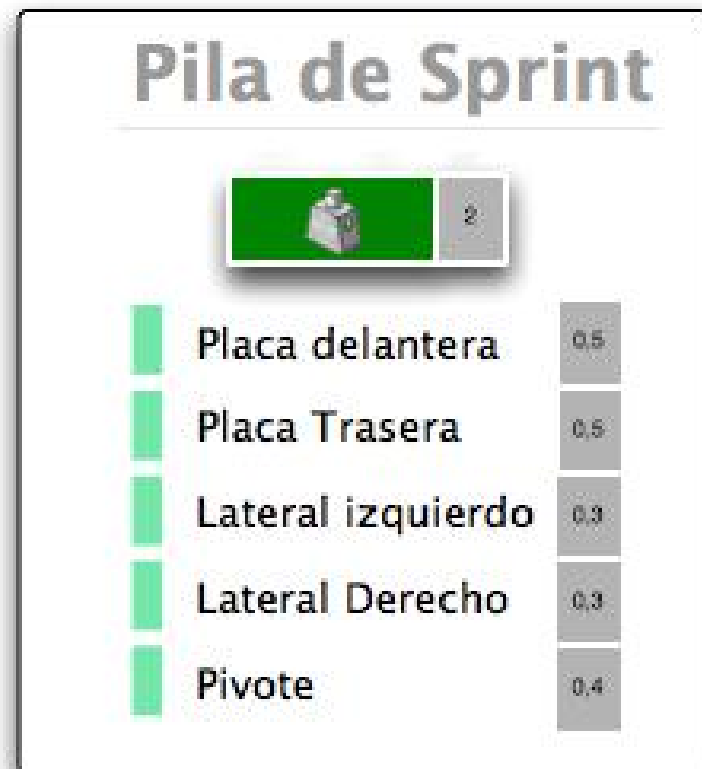 Pila de Sprint
2
Placa delantera 0,5
Placa Trasera 0,5
Lateral izquierdo 0,3
Lateral Derecho 0,3
Pivote 0,4